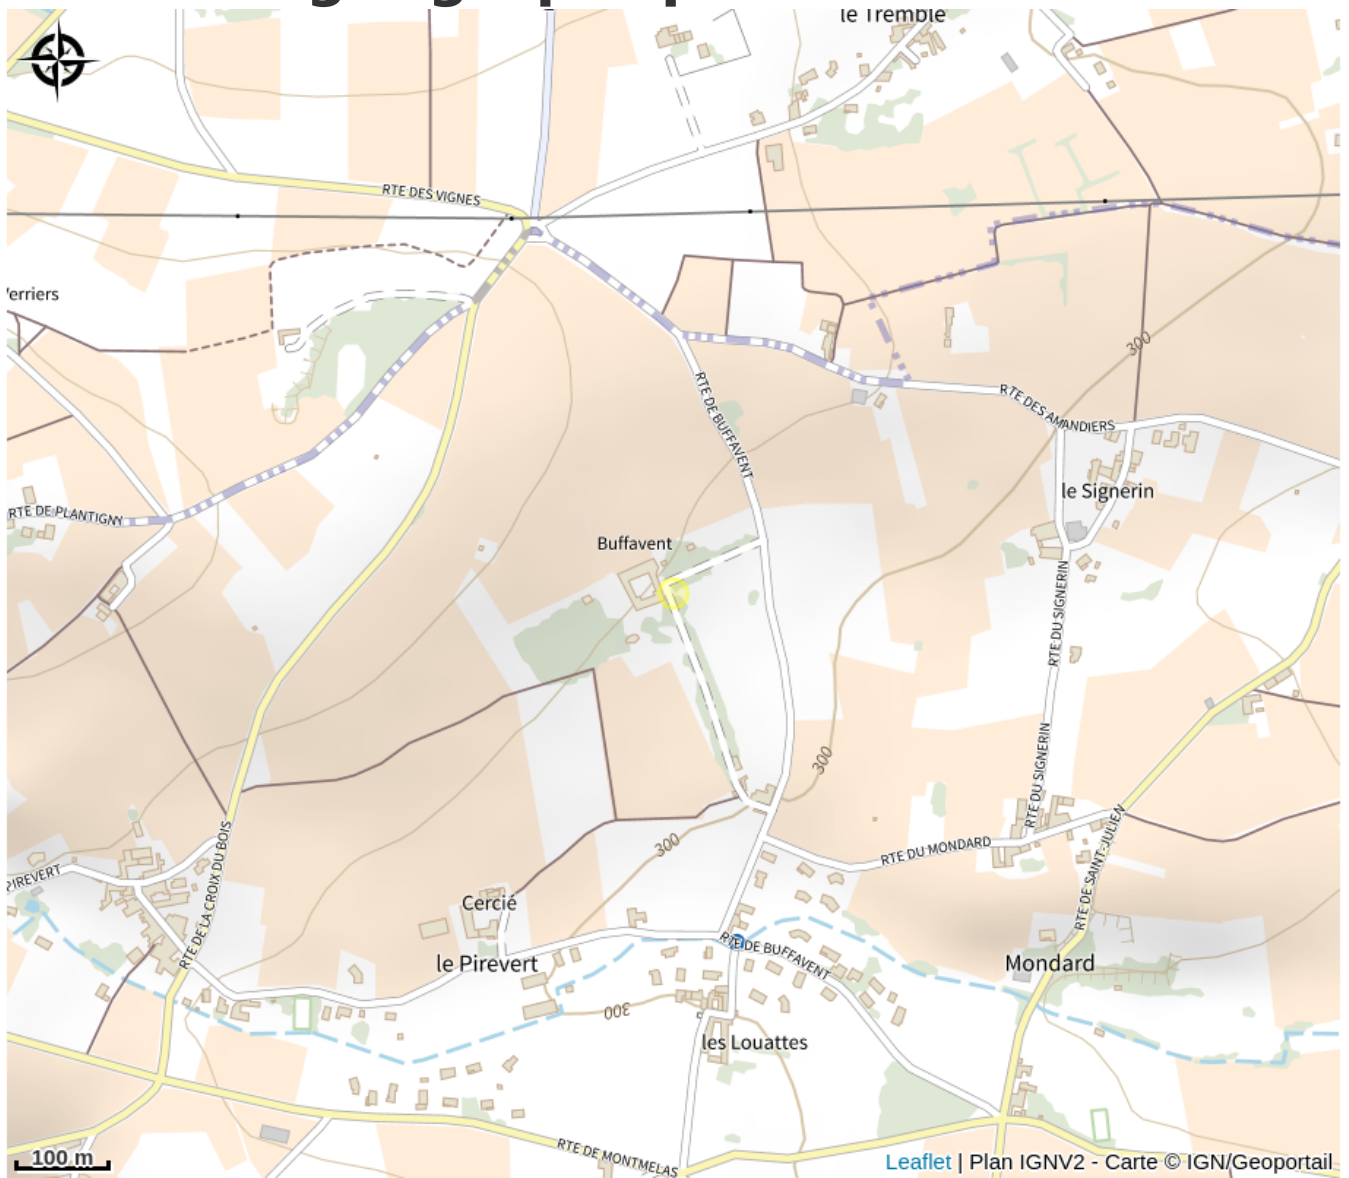 le Tremble
RTE DES VIGNES
RTE DE BUFFAVENT
300
RTE DES AMANDIERS
le Signerin
RTE DE PLANTIGNY
Buffavent
RTE DU SIGNERIN
RTE DU SIGNERIN
300
300
RTE DU MONDARD
RTE DE SAINT-JULIEN
RTE DE LA CROIX DU BOIS
PIREVERT
Cercié
le Pirevert
RTE DE BUFFAVENT
Mondard
300
les Louattes
RTE DE MONTMELAS
100 m
Leaflet | Plan IGNV2 - Carte © IGN/Geoportail